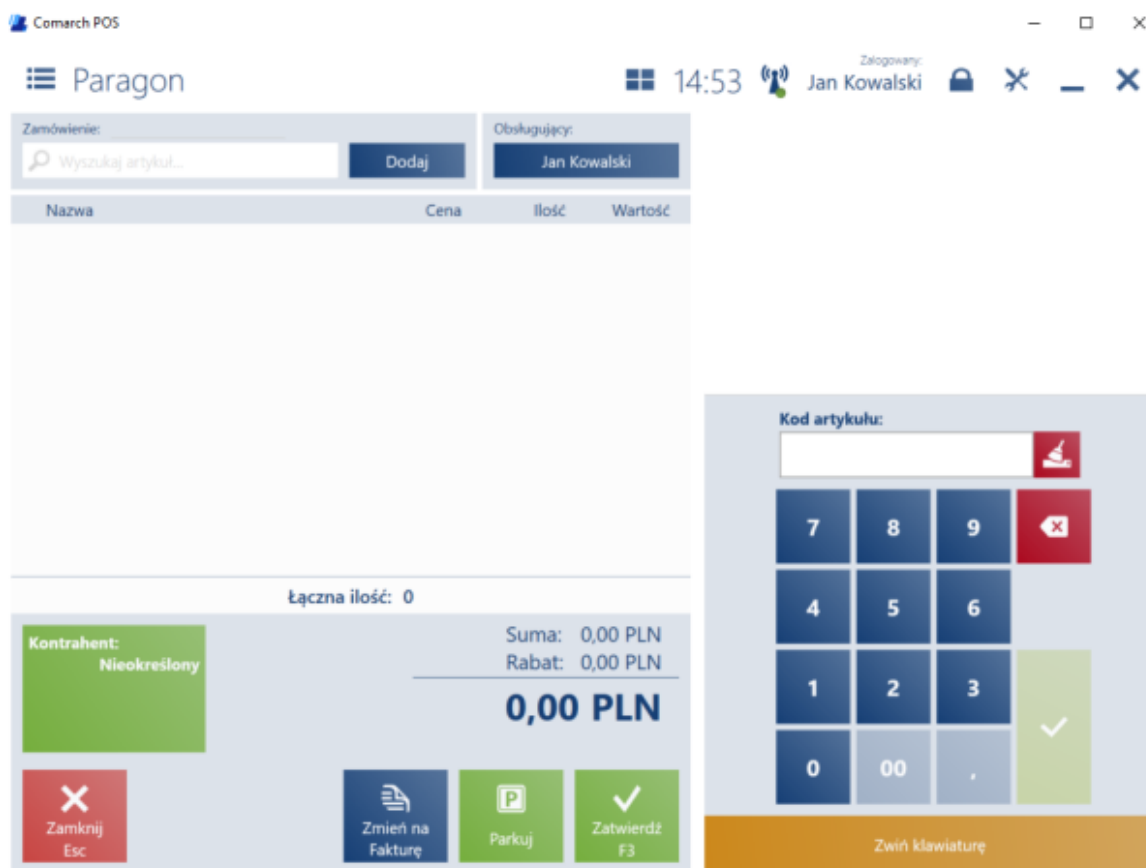 Comarch POS
Paragon
14:53
Zalogowany:
Jan Kowalski
Zamówienie:
Wyszukaj artykuł...
Dodaj
Obsługujący:
Jan Kowalski
Nazwa Cena Ilość Wartość
Łączna ilość: 0
Kontrahent:
Nieokreślony
Suma: 0,00 PLN
Rabat: 0,00 PLN
0,00 PLN
Zamknij
Esc
Zmień na
Fakturę
P
Parkuj
Zatwierdź
F3
Kod artykułu:
7 8 9
4 5 6
1 2 3
0 00 ,
Zwiń klawiaturę